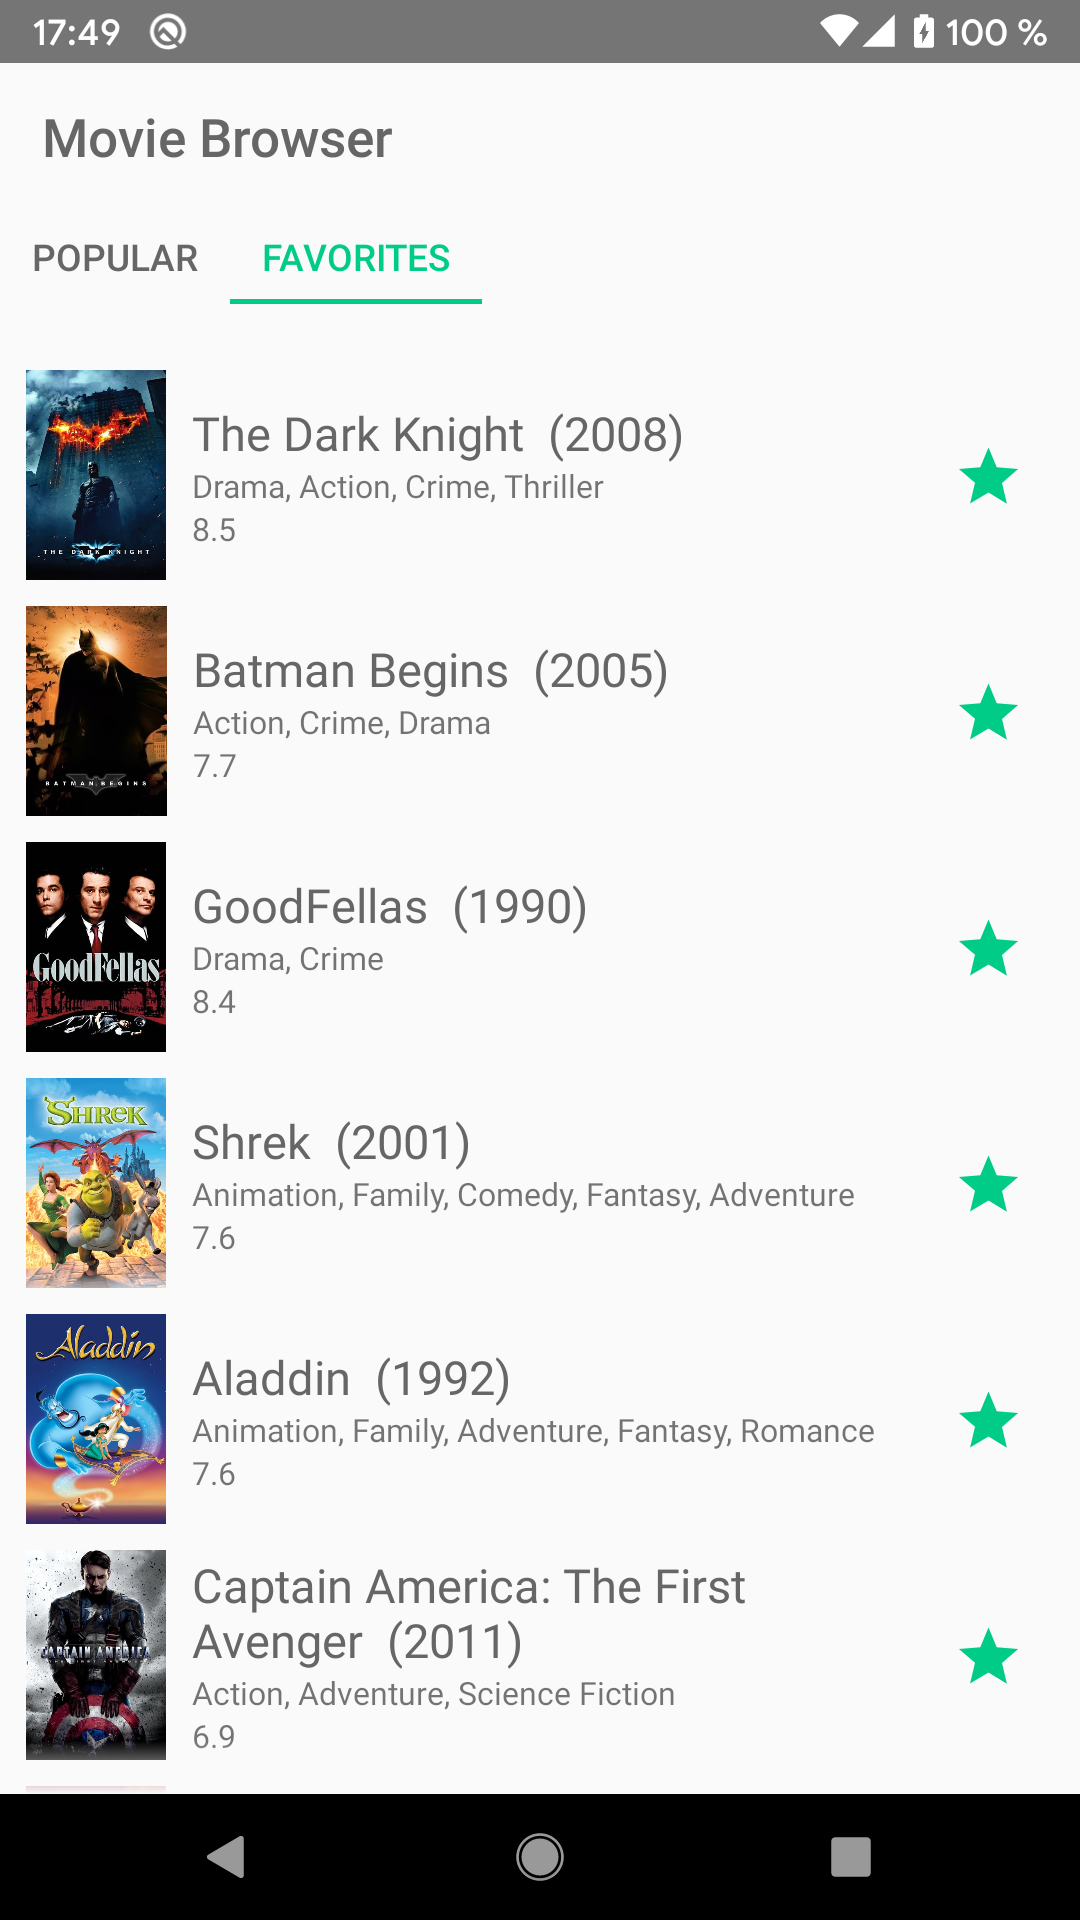 17:49
100 %
Movie Browser
POPULAR
FAVORITES
THE DARK KNIGHT
The Dark Knight (2008)
Drama, Action, Crime, Thriller
8.5
BATMAN BEGINS
Batman Begins (2005)
Action, Crime, Drama
7.7
GoodFellas
GoodFellas (1990)
Drama, Crime
8.4
SHREK
Shrek (2001)
Animation, Family, Comedy, Fantasy, Adventure
7.6
Aladdin
Aladdin (1992)
Animation, Family, Adventure, Fantasy, Romance
7.6
CAPTAIN AMERICA
Captain America: The First
Avenger (2011)
Action, Adventure, Science Fiction
6.9